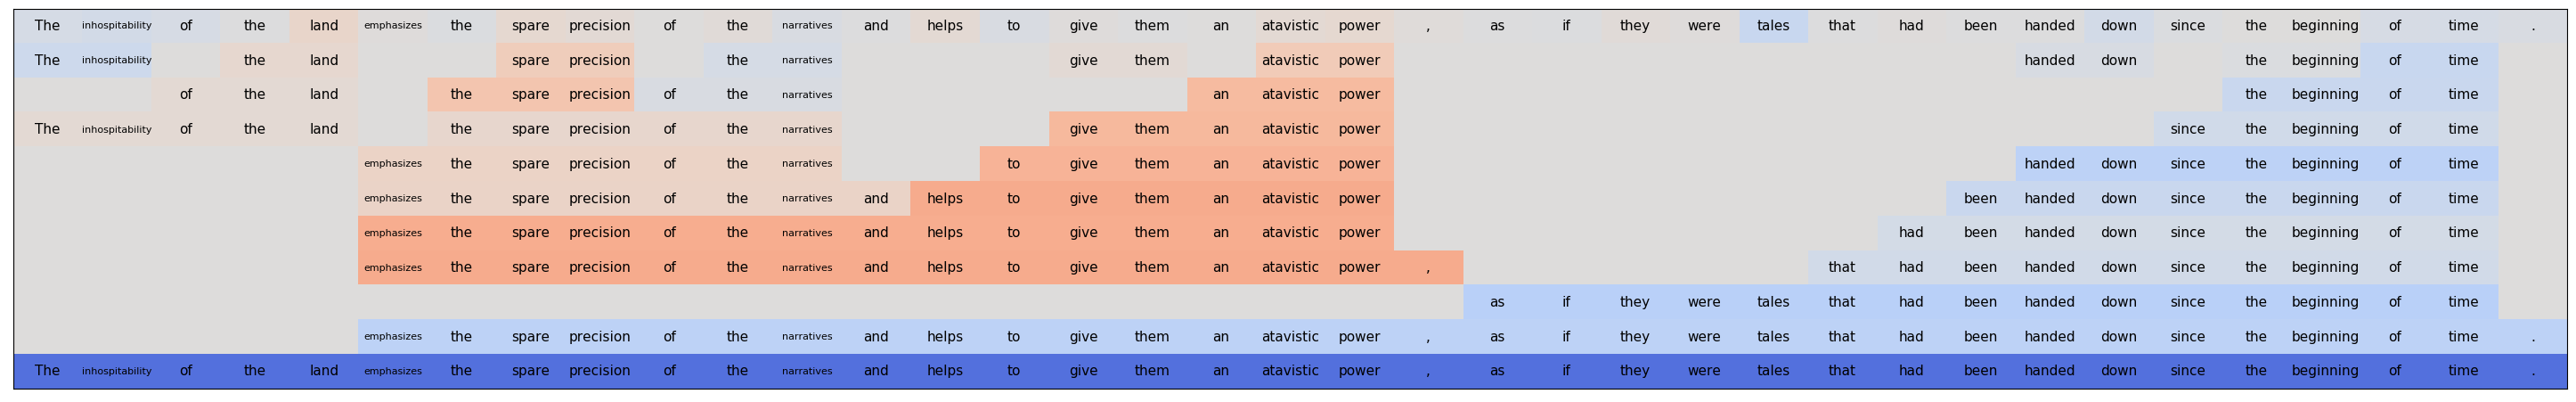 The inhospitability of the land emphasizes the spare precision of the narratives and helps to give them an atavistic power , as if they were tales that had been handed down since the beginning of time .
The inhospitability the land spare precision the narratives give them atavistic power handed down the beginning of time
of the land the spare precision of the narratives an atavistic power the beginning of time
The inhospitability of the land the spare precision of the narratives give them an atavistic power since the beginning of time
emphasizes the spare precision of the narratives to give them an atavistic power handed down since the beginning of time
emphasizes the spare precision of the narratives and helps to give them an atavistic power been handed down since the beginning of time
emphasizes the spare precision of the narratives and helps to give them an atavistic power had been handed down since the beginning of time
emphasizes the spare precision of the narratives and helps to give them an atavistic power , that had been handed down since the beginning of time
as if they were tales that had been handed down since the beginning of time
emphasizes the spare precision of the narratives and helps to give them an atavistic power , as if they were tales that had been handed down since the beginning of time .
The inhospitability of the land emphasizes the spare precision of the narratives and helps to give them an atavistic power , as if they were tales that had been handed down since the beginning of time .